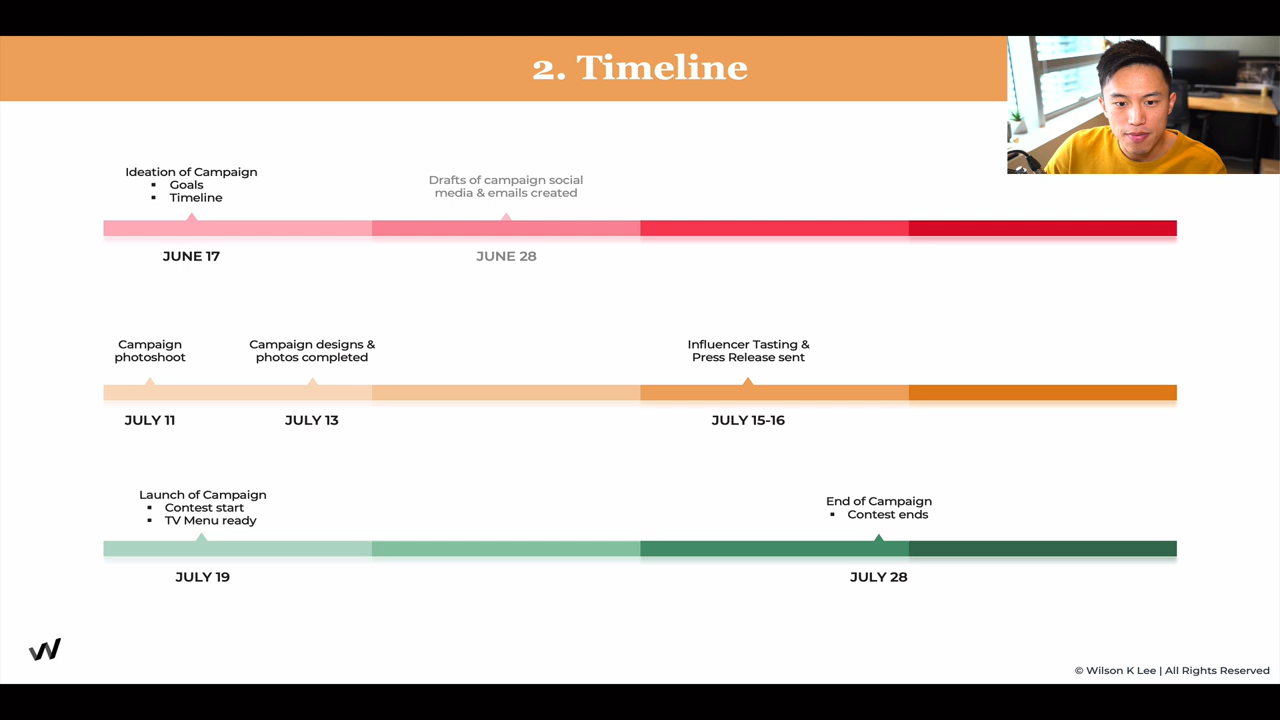 2. Timeline
Ideation of Campaign
▪ Goals
▪ Timeline
Drafts of campaign social
media & emails created
JUNE 17
JUNE 28
Campaign
photoshoot
Campaign designs &
photos completed
Influencer Tasting &
Press Release sent
JULY 11
JULY 13
JULY 15-16
Launch of Campaign
▪ Contest start
▪ TV Menu ready
End of Campaign
▪ Contest ends
JULY 19
JULY 28
© Wilson K Lee | All Rights Reserved